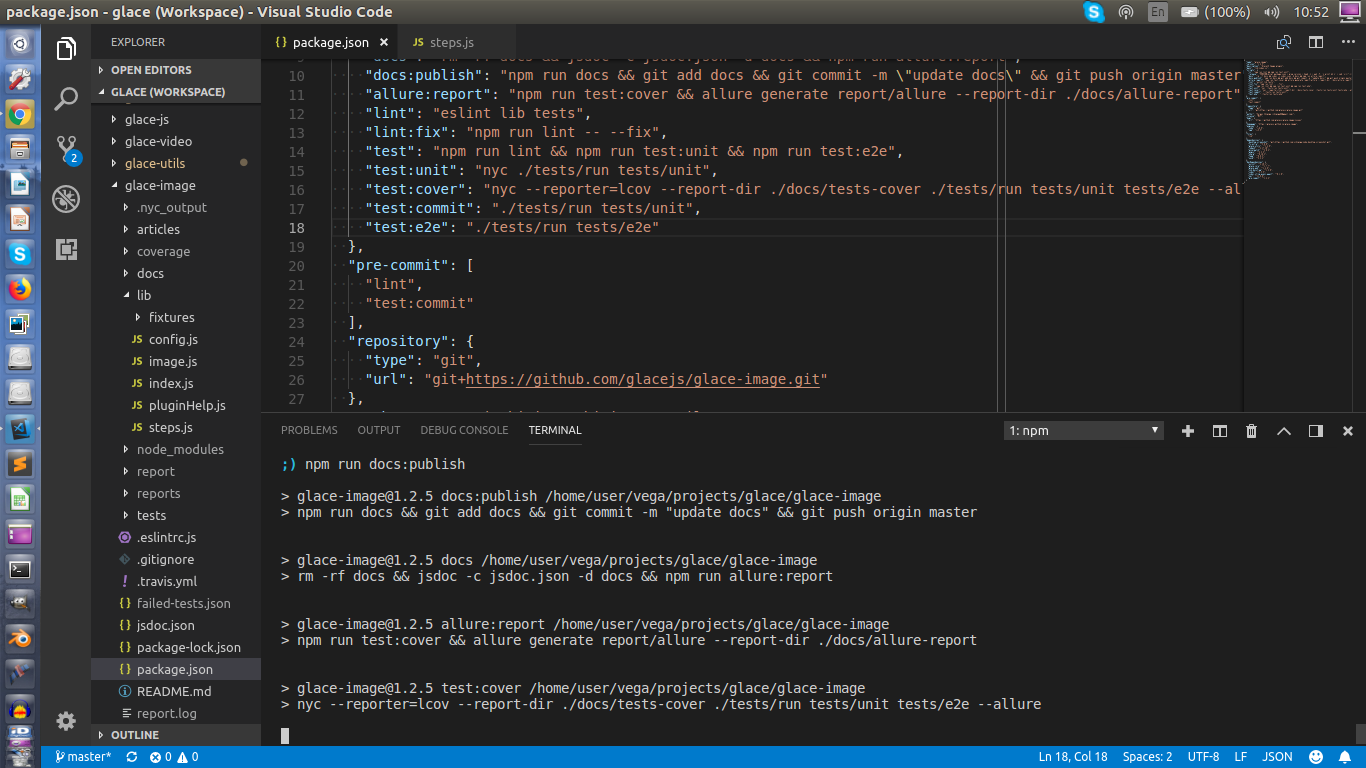 package.json - glace (Workspace) - Visual Studio Code
En
(100%)
10:52
EXPLORER
OPEN EDITORS
GLACE (WORKSPACE)
glace-js
glace-video
glace-utils
glace-image
.nyc_output
articles
coverage
docs
lib
fixtures
JS config.js
JS image.js
JS index.js
JS pluginHelp.js
JS steps.js
node_modules
report
reports
tests
.eslintrc.js
.gitignore
! .travis.yml
{} failed-tests.json
{} jsdoc.json
{} package-lock.json
{} package.json
README.md
report.log
OUTLINE
2
{} package.json ×
JS steps.js
10 "docs:publish": "npm run docs && git add docs && git commit -m \"update docs\" && git push origin master
11 "allure:report": "npm run test:cover && allure generate report/allure --report-dir ./docs/allure-report"
12 "lint": "eslint lib tests",
13 "lint:fix": "npm run lint -- --fix",
14 "test": "npm run lint && npm run test:unit && npm run test:e2e",
15 "test:unit": "nyc ./tests/run tests/unit",
16 "test:cover": "nyc --reporter=lcov --report-dir ./docs/tests-cover ./tests/run tests/unit tests/e2e --al
17 "test:commit": "./tests/run tests/unit",
18 "test:e2e": "./tests/run tests/e2e"
19 },
20 "pre-commit": [
21 "lint",
22 "test:commit"
23 ],
24 "repository": {
25 "type": "git",
26 "url": "git+https://github.com/glacejs/glace-image.git"
27 },
PROBLEMS OUTPUT DEBUG CONSOLE TERMINAL
1: npm
;) npm run docs:publish
> glace-image@1.2.5 docs:publish /home/user/vega/projects/glace/glace-image
> npm run docs && git add docs && git commit -m "update docs" && git push origin master
> glace-image@1.2.5 docs /home/user/vega/projects/glace/glace-image
> rm -rf docs && jsdoc -c jsdoc.json -d docs && npm run allure:report
> glace-image@1.2.5 allure:report /home/user/vega/projects/glace/glace-image
> npm run test:cover && allure generate report/allure --report-dir ./docs/allure-report
> glace-image@1.2.5 test:cover /home/user/vega/projects/glace/glace-image
> nyc --reporter=lcov --report-dir ./docs/tests-cover ./tests/run tests/unit tests/e2e --allure
master* 0 0
Ln 18, Col 18 Spaces: 2 UTF-8 LF JSON